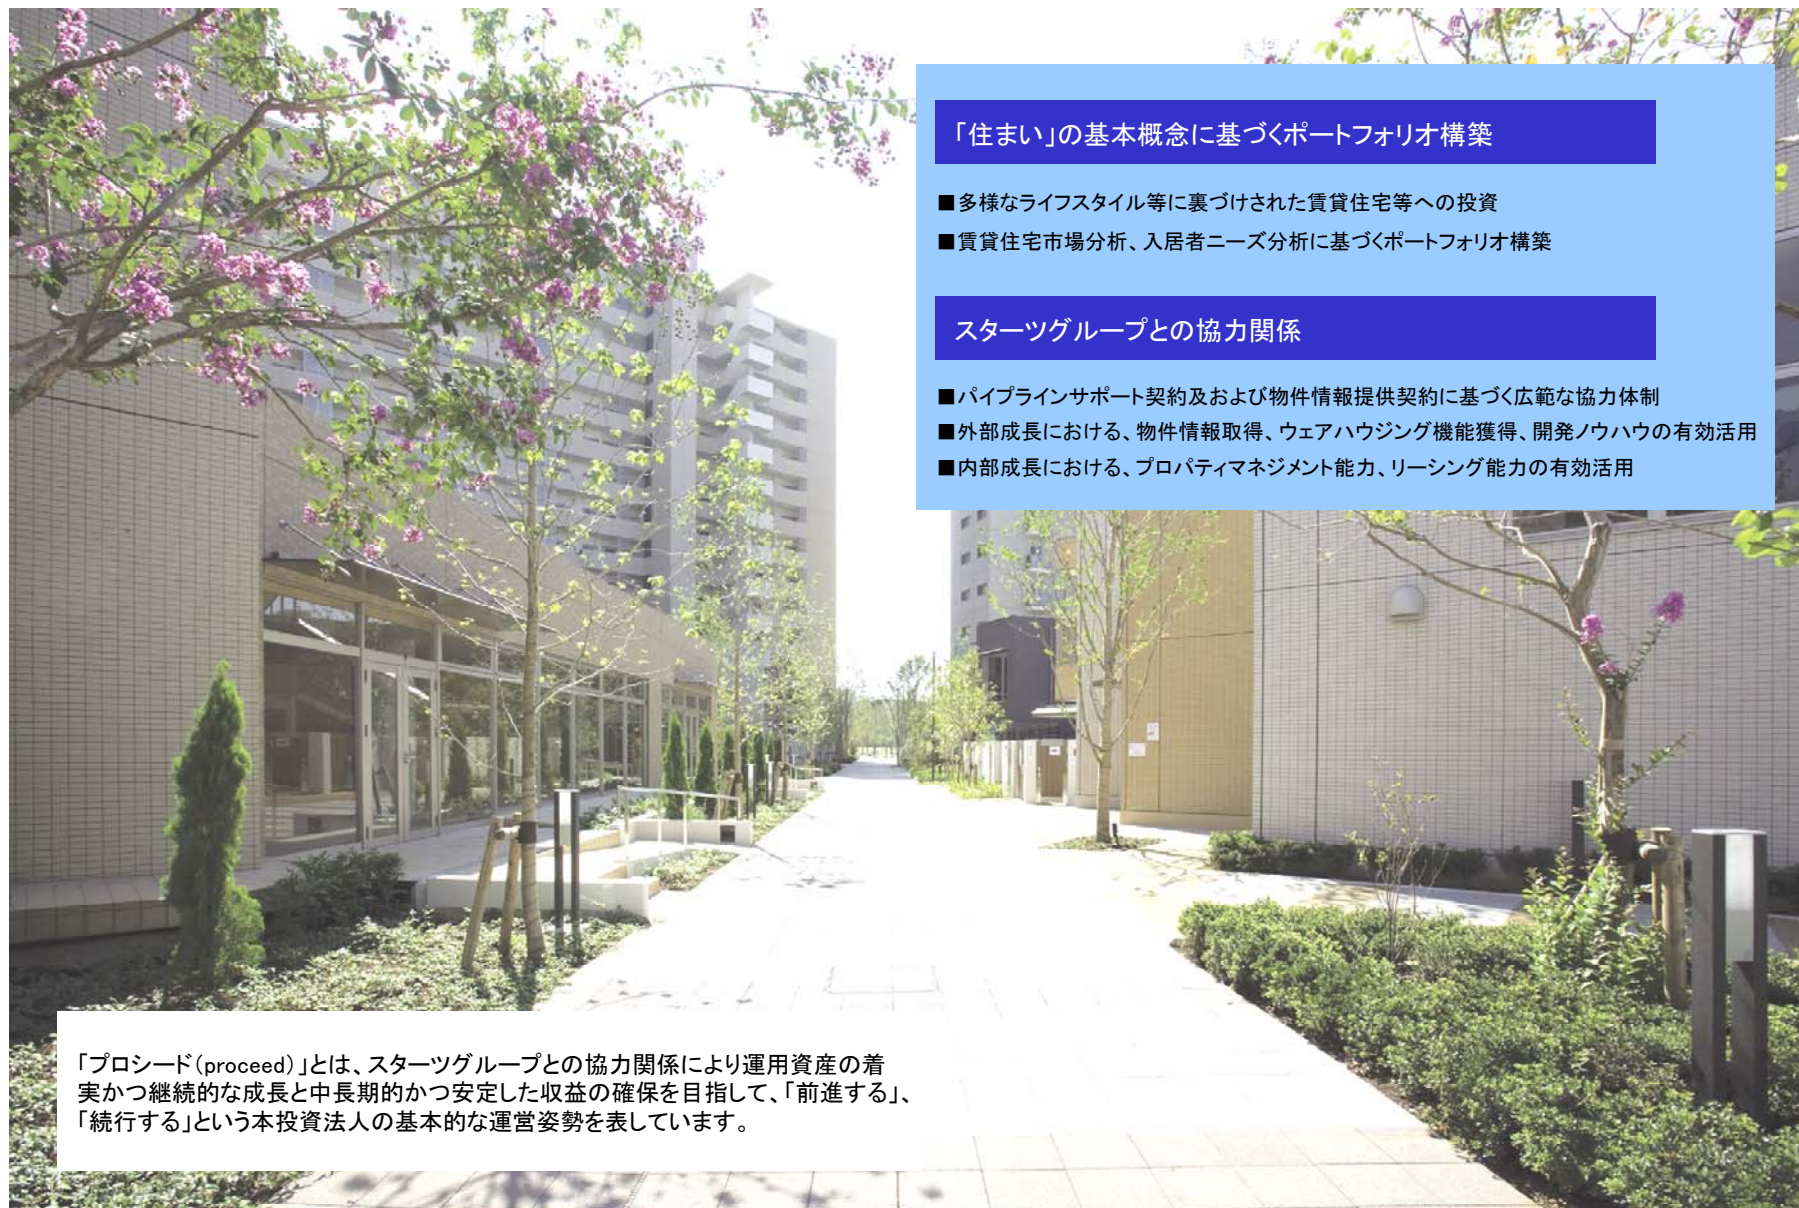 「住まい」の基本概念に基づくポートフォリオ構築
■多様なライフスタイル等に裏づけされた賃貸住宅等への投資
■賃貸住宅市場分析、入居者ニーズ分析に基づくポートフォリオ構築
スターツグループとの協力関係
■パイプラインサポート契約及および物件情報提供契約に基づく広範な協力体制
■外部成長における、物件情報取得、ウェアハウジング機能獲得、開発ノウハウの有効活用
■内部成長における、プロパティマネジメント能力、リーシング能力の有効活用
「プロシード（proceed）」とは、スターツグループとの協力関係により運用資産の着
実かつ継続的な成長と中長期的かつ安定した収益の確保を目指して、「前進する」、
「続行する」という本投資法人の基本的な運営姿勢を表しています。